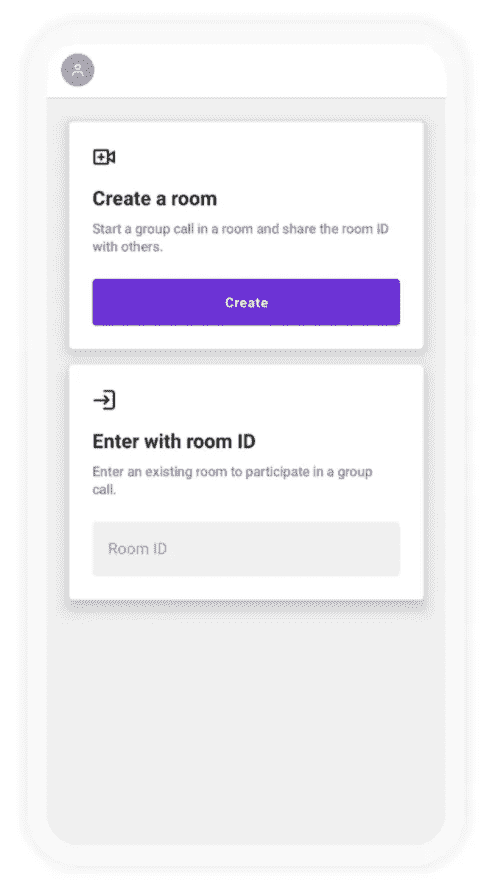 Create a room
Start a group call in a room and share the room ID
with others.
Create
Enter with room ID
Enter an existing room to participate in a group
call.
Room ID